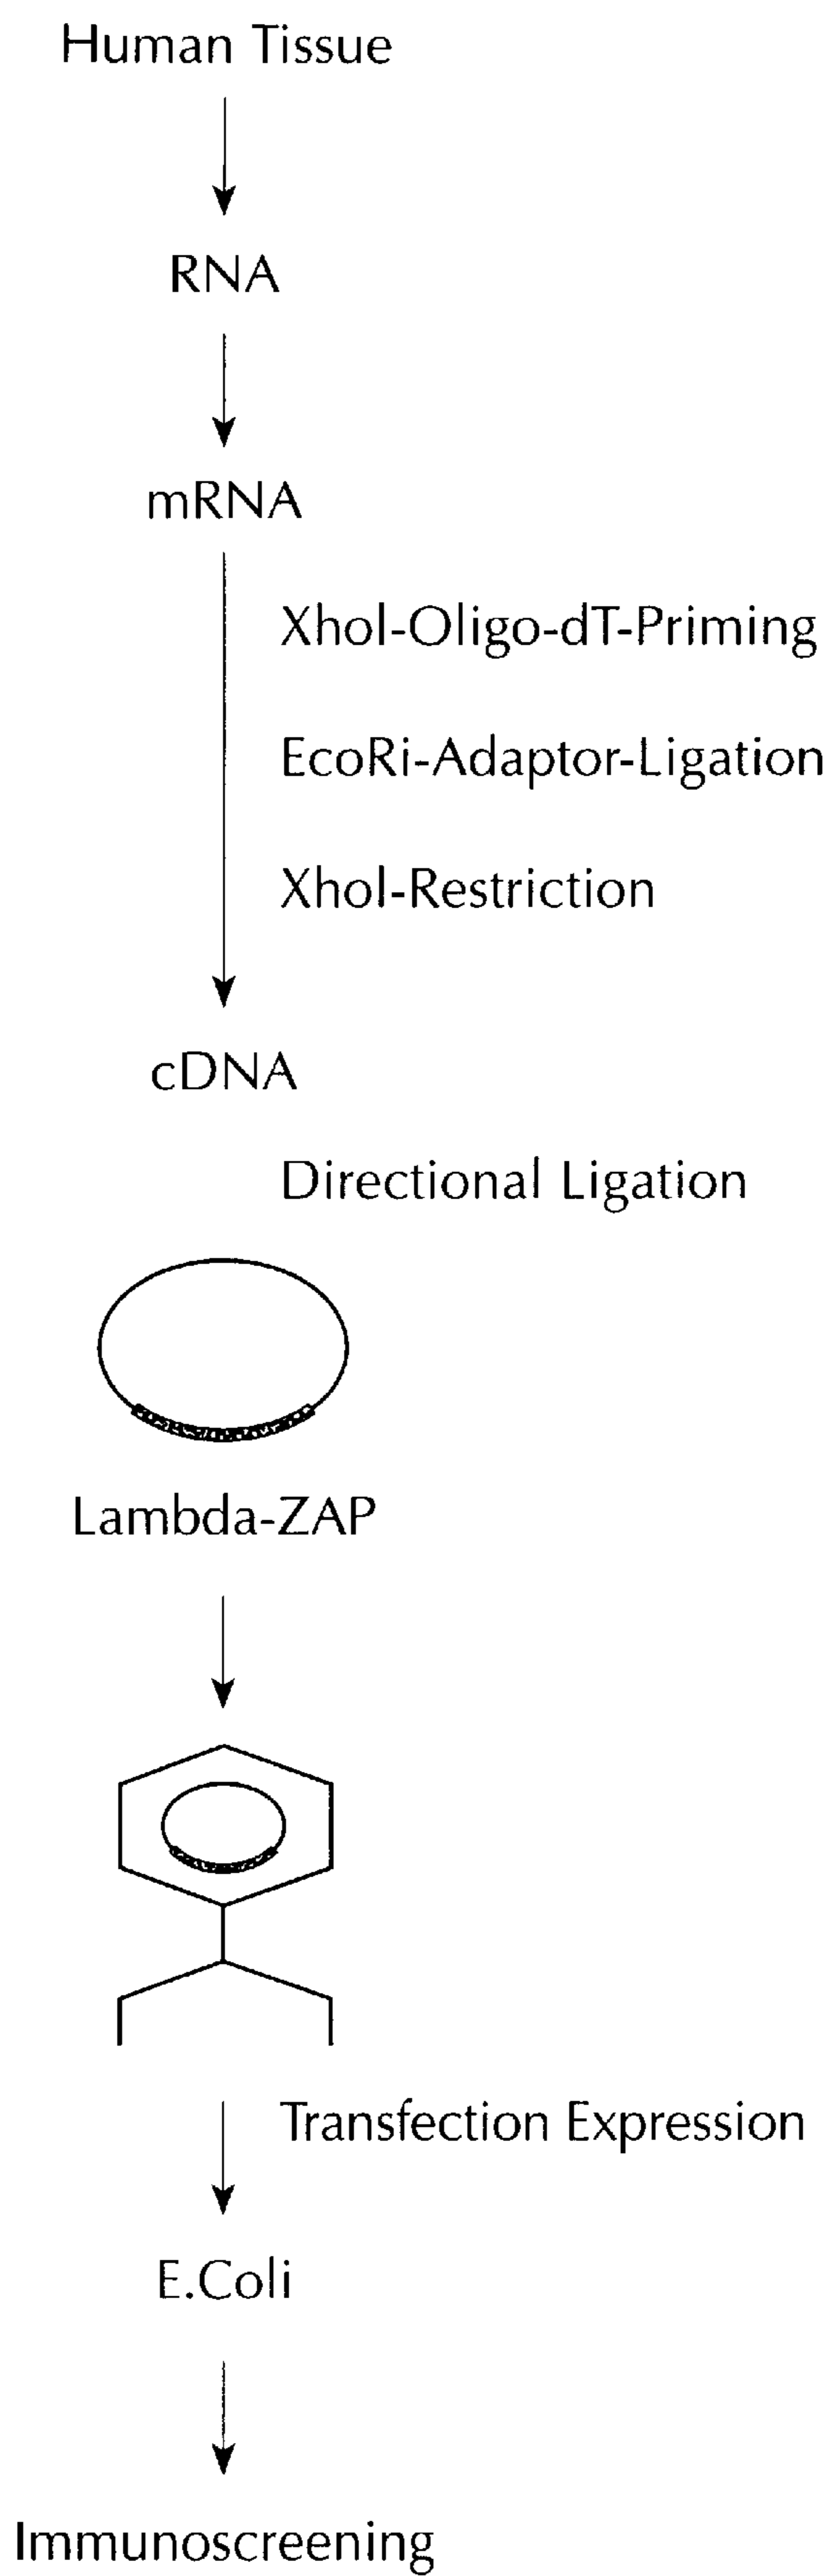 Human Tissue
RNA
mRNA
XhoI-Oligo-dT-Priming
EcoRi-Adaptor-Ligation
XhoI-Restriction
cDNA
Directional Ligation
Lambda-ZAP
Transfection Expression
E.Coli
Immunoscreening